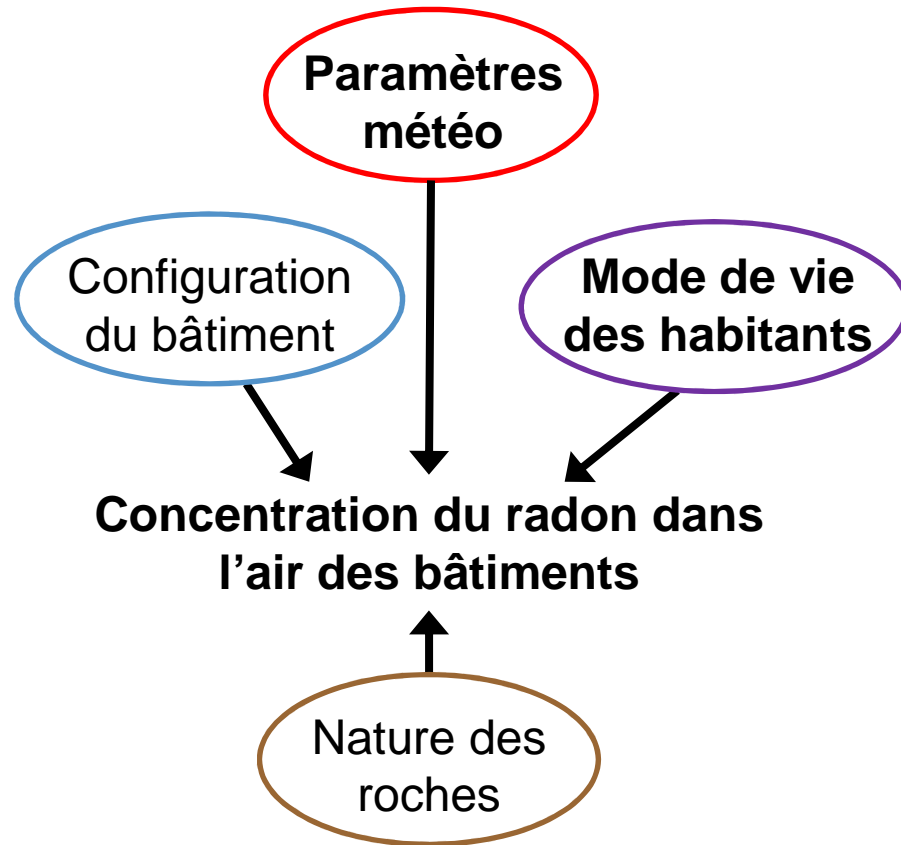 Paramètres
météo
Configuration
du bâtiment
Mode de vie
des habitants
Concentration du radon dans
l’air des bâtiments
Nature des
roches